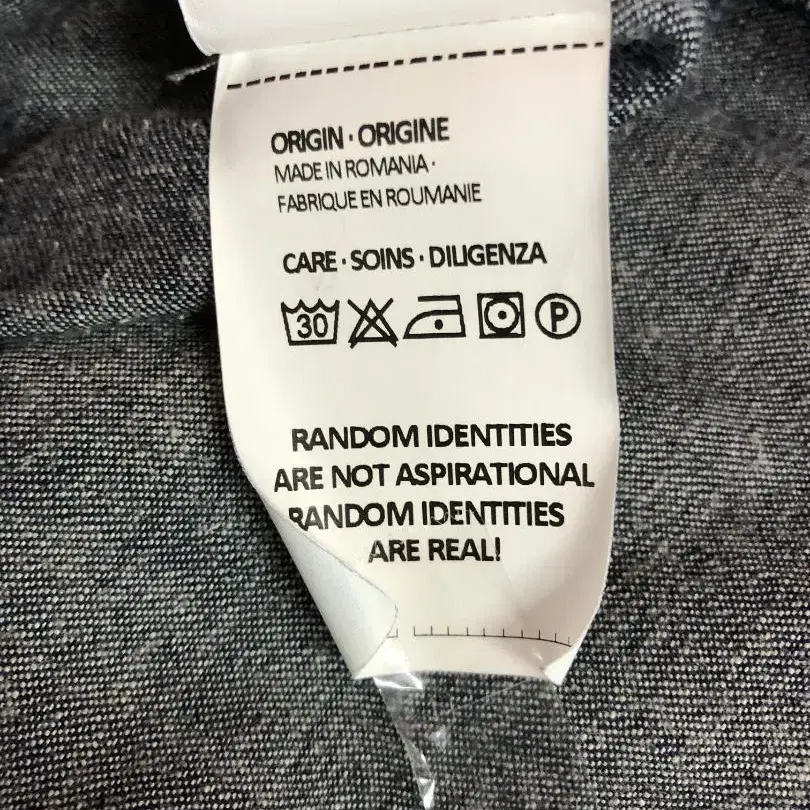 ORIGIN · ORIGINE
MADE IN ROMANIA ·
FABRIQUE EN ROUMANIE
CARE · SOINS · DILIGENZA
30 P
RANDOM IDENTITIES
ARE NOT ASPIRATIONAL
RANDOM IDENTITIES
ARE REAL!